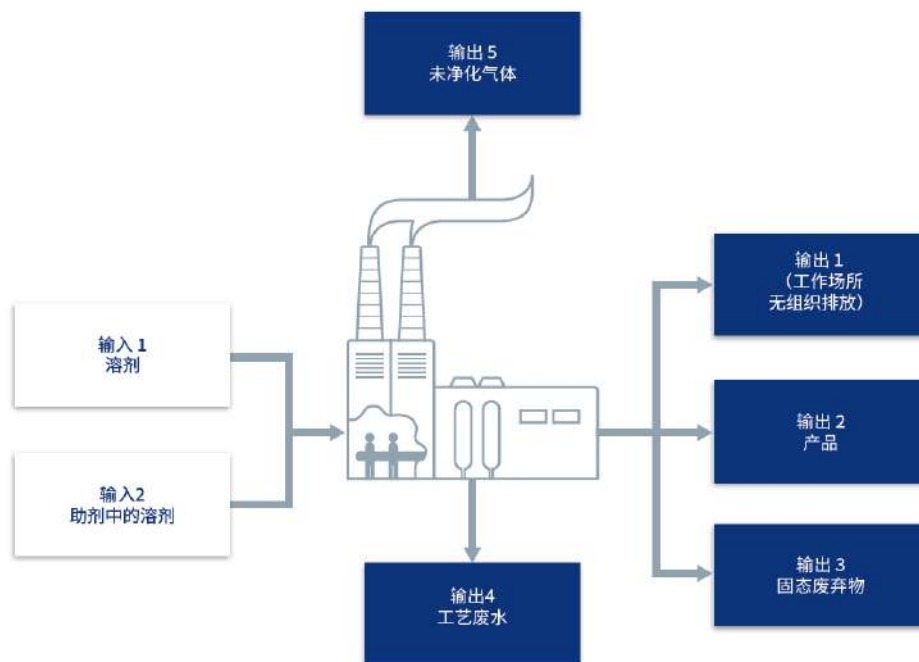 输出 5
未净化气体
输出 1
（工作场所
无组织排放）
输入 1
溶剂
输出 2
产品
输入2
助剂中的溶剂
输出 3
固态废弃物
输出4
工艺废水